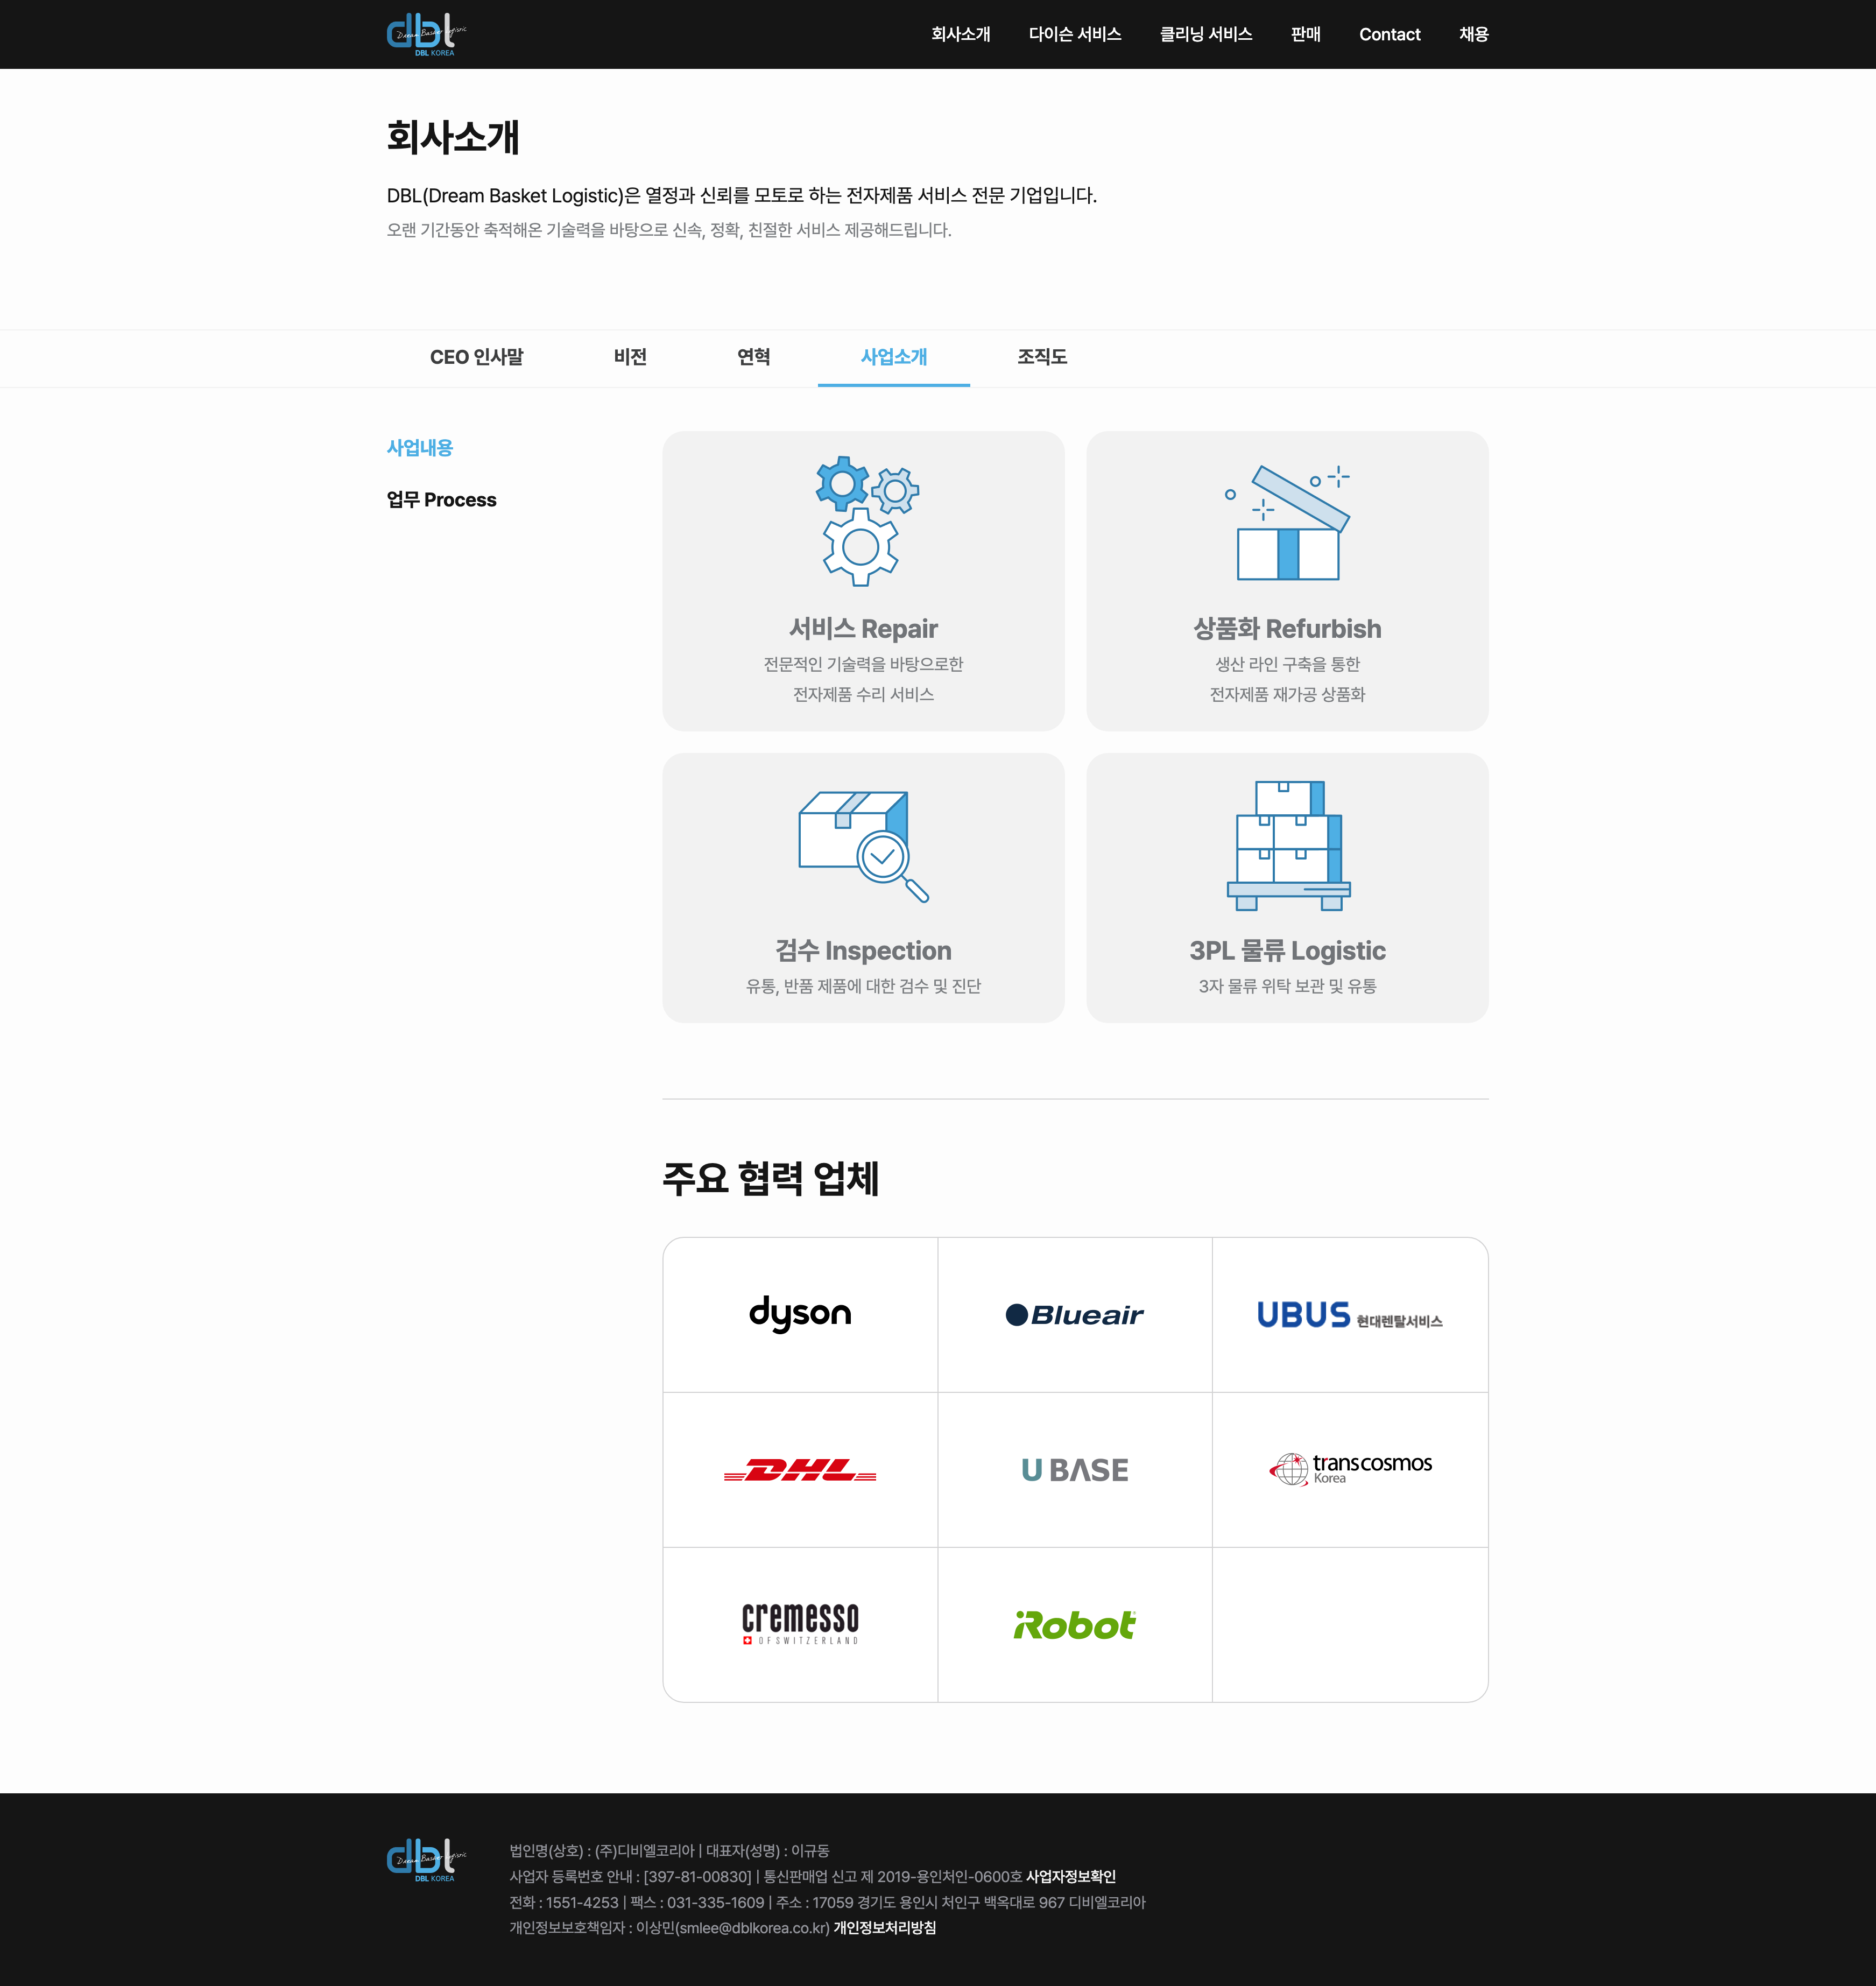 dbl
Dream Basket Logistic
DBL KOREA
회사소개 다이슨 서비스 클리닝 서비스 판매 Contact 채용
회사소개
DBL(Dream Basket Logistic)은 열정과 신뢰를 모토로 하는 전자제품 서비스 전문 기업입니다.
오랜 기간동안 축적해온 기술력을 바탕으로 신속, 정확, 친절한 서비스 제공해드립니다.
CEO 인사말 비전 연혁 사업소개 조직도
사업내용
업무 Process
서비스 Repair
전문적인 기술력을 바탕으로한
전자제품 수리 서비스
상품화 Refurbish
생산 라인 구축을 통한
전자제품 재가공 상품화
검수 Inspection
유통, 반품 제품에 대한 검수 및 진단
3PL 물류 Logistic
3자 물류 위탁 보관 및 유통
주요 협력 업체
dyson
Blueair
UBUS 현대렌탈서비스
DHL
U BASE
transcosmos
Korea
cremesso
OF SWITZERLAND
iRobot
dbl
Dream Basket Logistic
DBL KOREA
법인명(상호) : (주)디비엘코리아 | 대표자(성명) : 이규동
사업자 등록번호 안내 : [397-81-00830] | 통신판매업 신고 제 2019-용인처인-0600호 사업자정보확인
전화 : 1551-4253 | 팩스 : 031-335-1609 | 주소 : 17059 경기도 용인시 처인구 백옥대로 967 디비엘코리아
개인정보보호책임자 : 이상민(smlee@dblkorea.co.kr) 개인정보처리방침